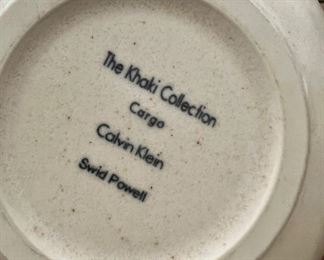 The Khaki Collection
Cargo
Calvin Klein
Swid Powell